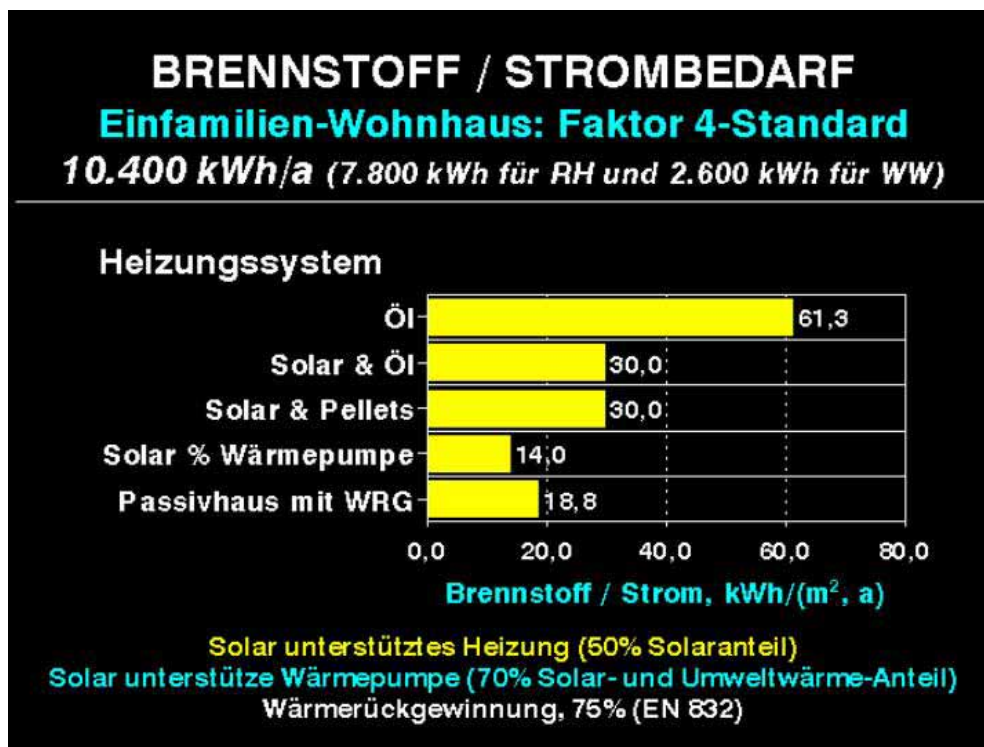 BRENNSTOFF / STROMBEDARF
Einfamilien-Wohnhaus: Faktor 4-Standard
10.400 kWh/a (7.800 kWh für RH und 2.600 kWh für WW)
Heizungssystem
Öl 61,3
Solar & Öl 30,0
Solar & Pellets 30,0
Solar % Wärmepumpe 14,0
Passivhaus mit WRG 18,8
0,0 20,0 40,0 60,0 80,0
Brennstoff / Strom, kWh/(m², a)
Solar unterstütztes Heizung (50% Solaranteil)
Solar unterstütze Wärmepumpe (70% Solar- und Umweltwärme-Anteil)
Wärmerückgewinnung, 75% (EN 832)